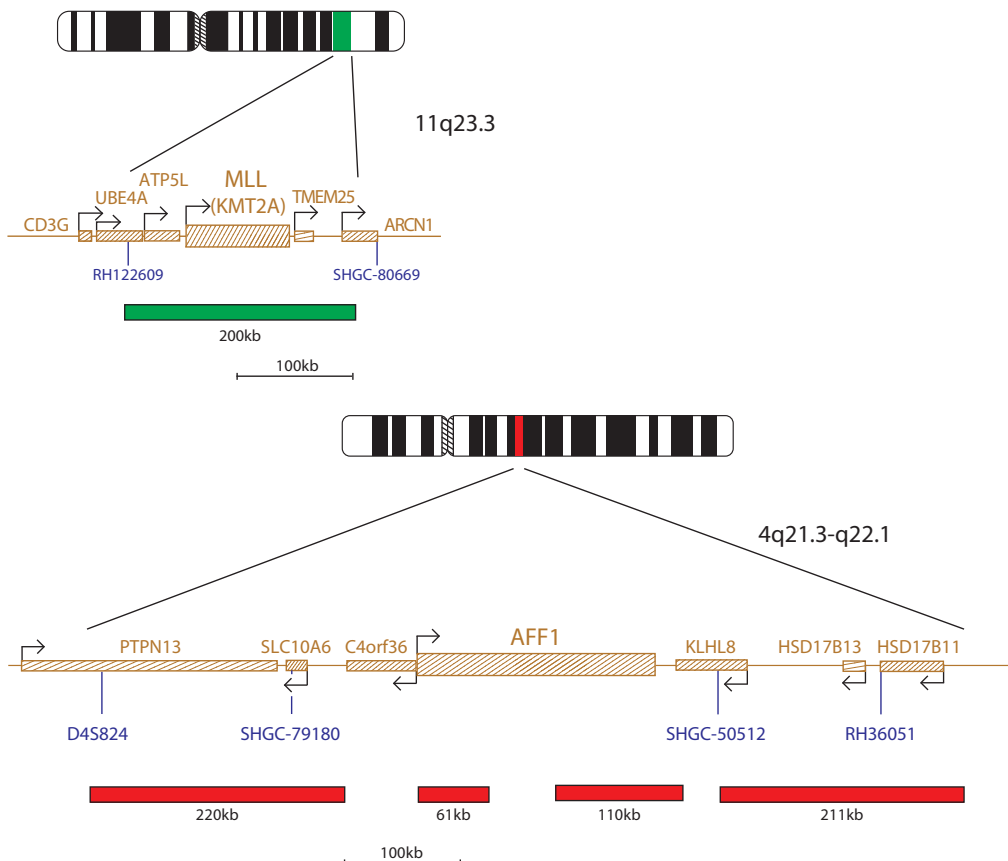 11q23.3
ATP5L
MLL
UBE4A
TMEM25
(KMT2A)
CD3G
ARCN1
RH122609
SHGC-80669
200kb
100kb
4q21.3-q22.1
PTPN13
SLC10A6
C4orf36
AFF1
KLHL8
HSD17B13
HSD17B11
D4S824
SHGC-79180
SHGC-50512
RH36051
220kb
61kb
110kb
211kb
100kb